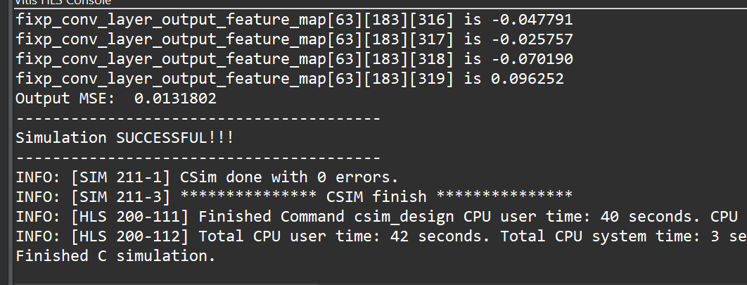 Vitis HLS Console
fixp_conv_layer_output_feature_map[63][183][316] is -0.047791
fixp_conv_layer_output_feature_map[63][183][317] is -0.025757
fixp_conv_layer_output_feature_map[63][183][318] is -0.070190
fixp_conv_layer_output_feature_map[63][183][319] is 0.096252
Output MSE:  0.0131802
----------------------------------------
Simulation SUCCESSFUL!!!
----------------------------------------
INFO: [SIM 211-1] CSim done with 0 errors.
INFO: [SIM 211-3] *************** CSIM finish ***************
INFO: [HLS 200-111] Finished Command csim_design CPU user time: 40 seconds. CPU
INFO: [HLS 200-112] Total CPU user time: 42 seconds. Total CPU system time: 3 se
Finished C simulation.